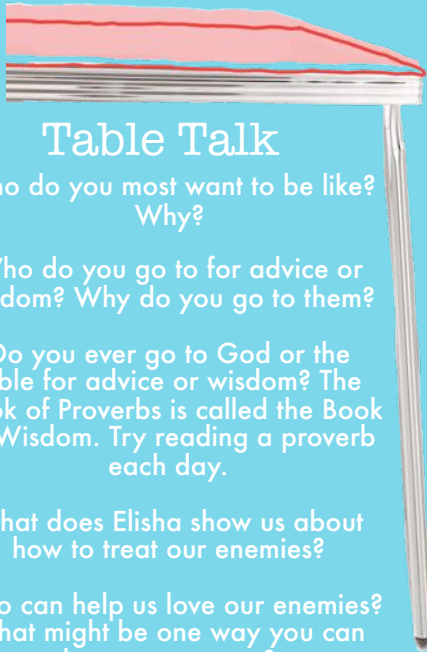 Table Talk
ho do you most want to be like?
Why?
ho do you go to for advice or
dom? Why do you go to them?
Do you ever go to God or the
ble for advice or wisdom? The
ok of Proverbs is called the Book
Wisdom. Try reading a proverb
each day.
hat does Elisha show us about
how to treat our enemies?
o can help us love our enemies?
hat might be one way you can